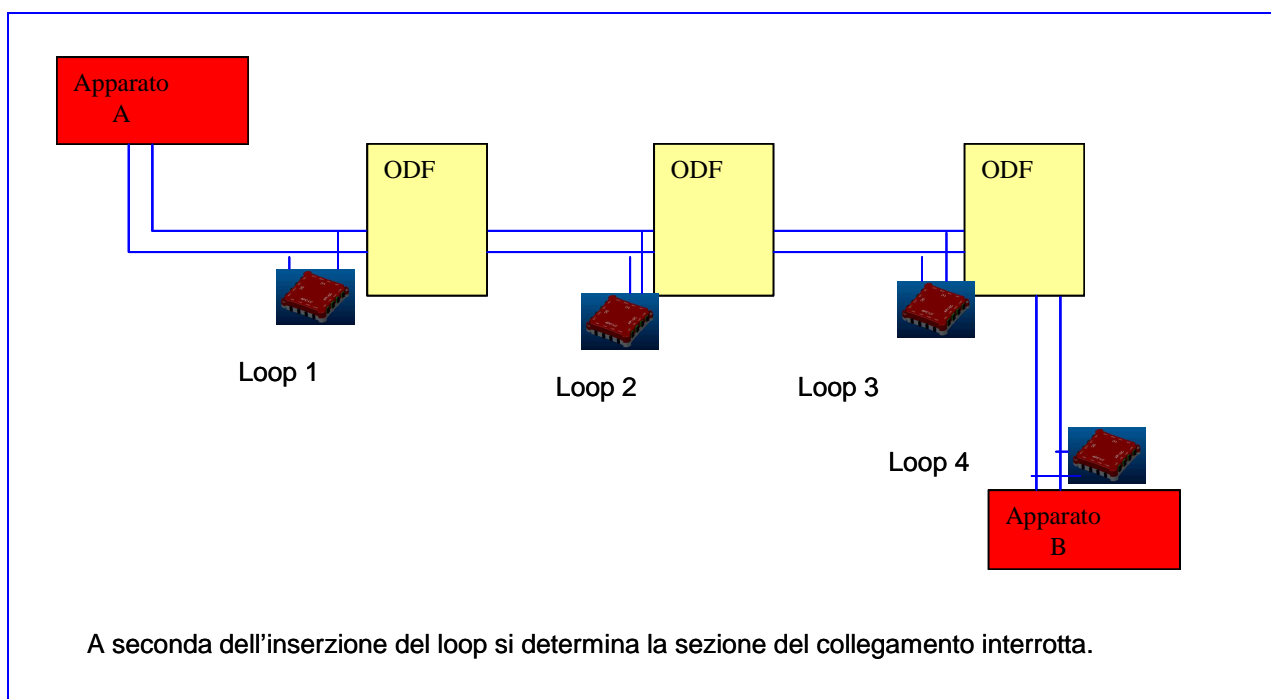 Apparato
A
ODF
ODF
ODF
Loop 1
Loop 2
Loop 3
Loop 4
Apparato
B
A seconda dell'inserzione del loop si determina la sezione del collegamento interrotta.